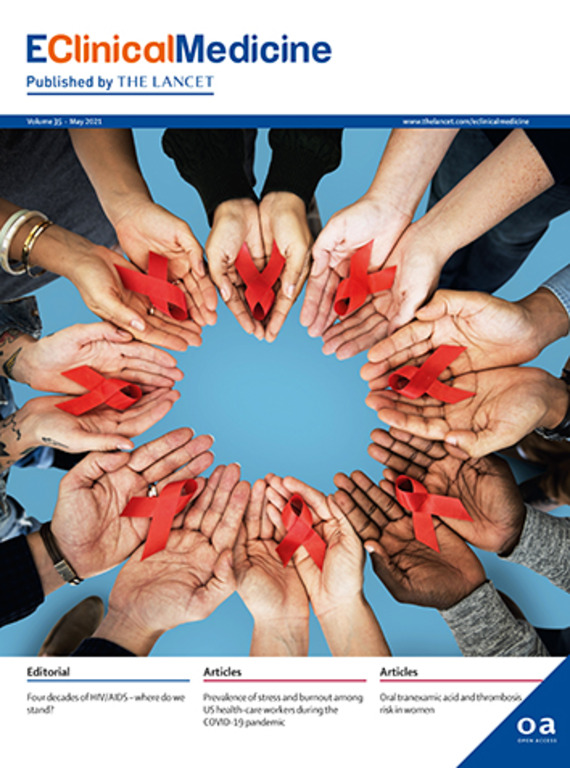 EClinicalMedicine
Published by THE LANCET
Volume 35 – May 2021 www.thelancet.com/eclinicalmedicine
Editorial
Four decades of HIV/AIDS – where do we
stand?
Articles
Prevalence of stress and burnout among
US health-care workers during the
COVID-19 pandemic
Articles
Oral tranexamic acid and thrombosis
risk in women
oa
OPEN ACCESS